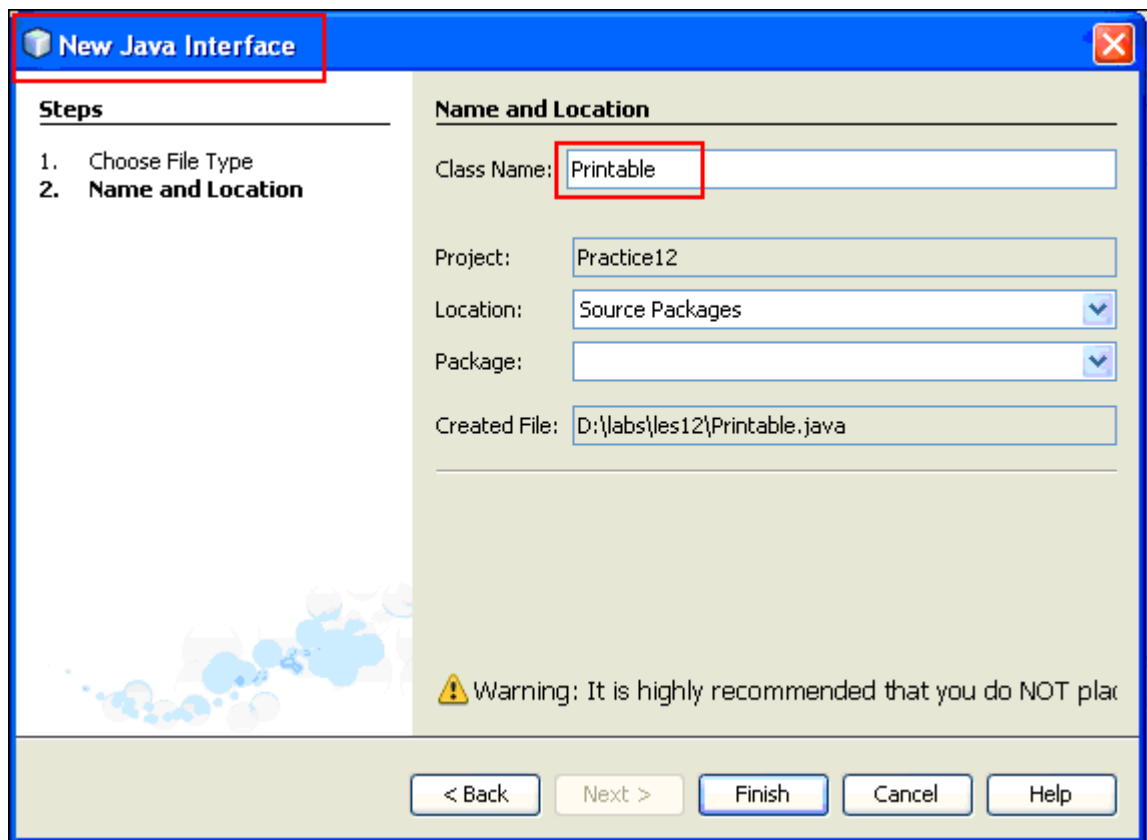 New Java Interface
Steps
1. Choose File Type
2. Name and Location
Name and Location
Class Name: Printable
Project: Practice12
Location: Source Packages
Package:
Created File: D:\labs\les12\Printable.java
Warning: It is highly recommended that you do NOT plac
< Back Next > Finish Cancel Help